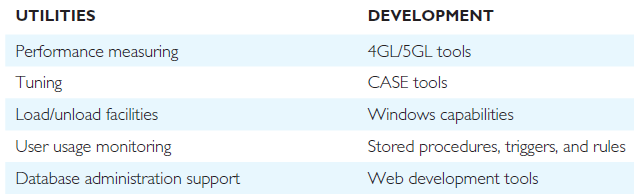 UTILITIES DEVELOPMENT
Performance measuring 4GL/5GL tools
Tuning CASE tools
Load/unload facilities Windows capabilities
User usage monitoring Stored procedures, triggers, and rules
Database administration support Web development tools